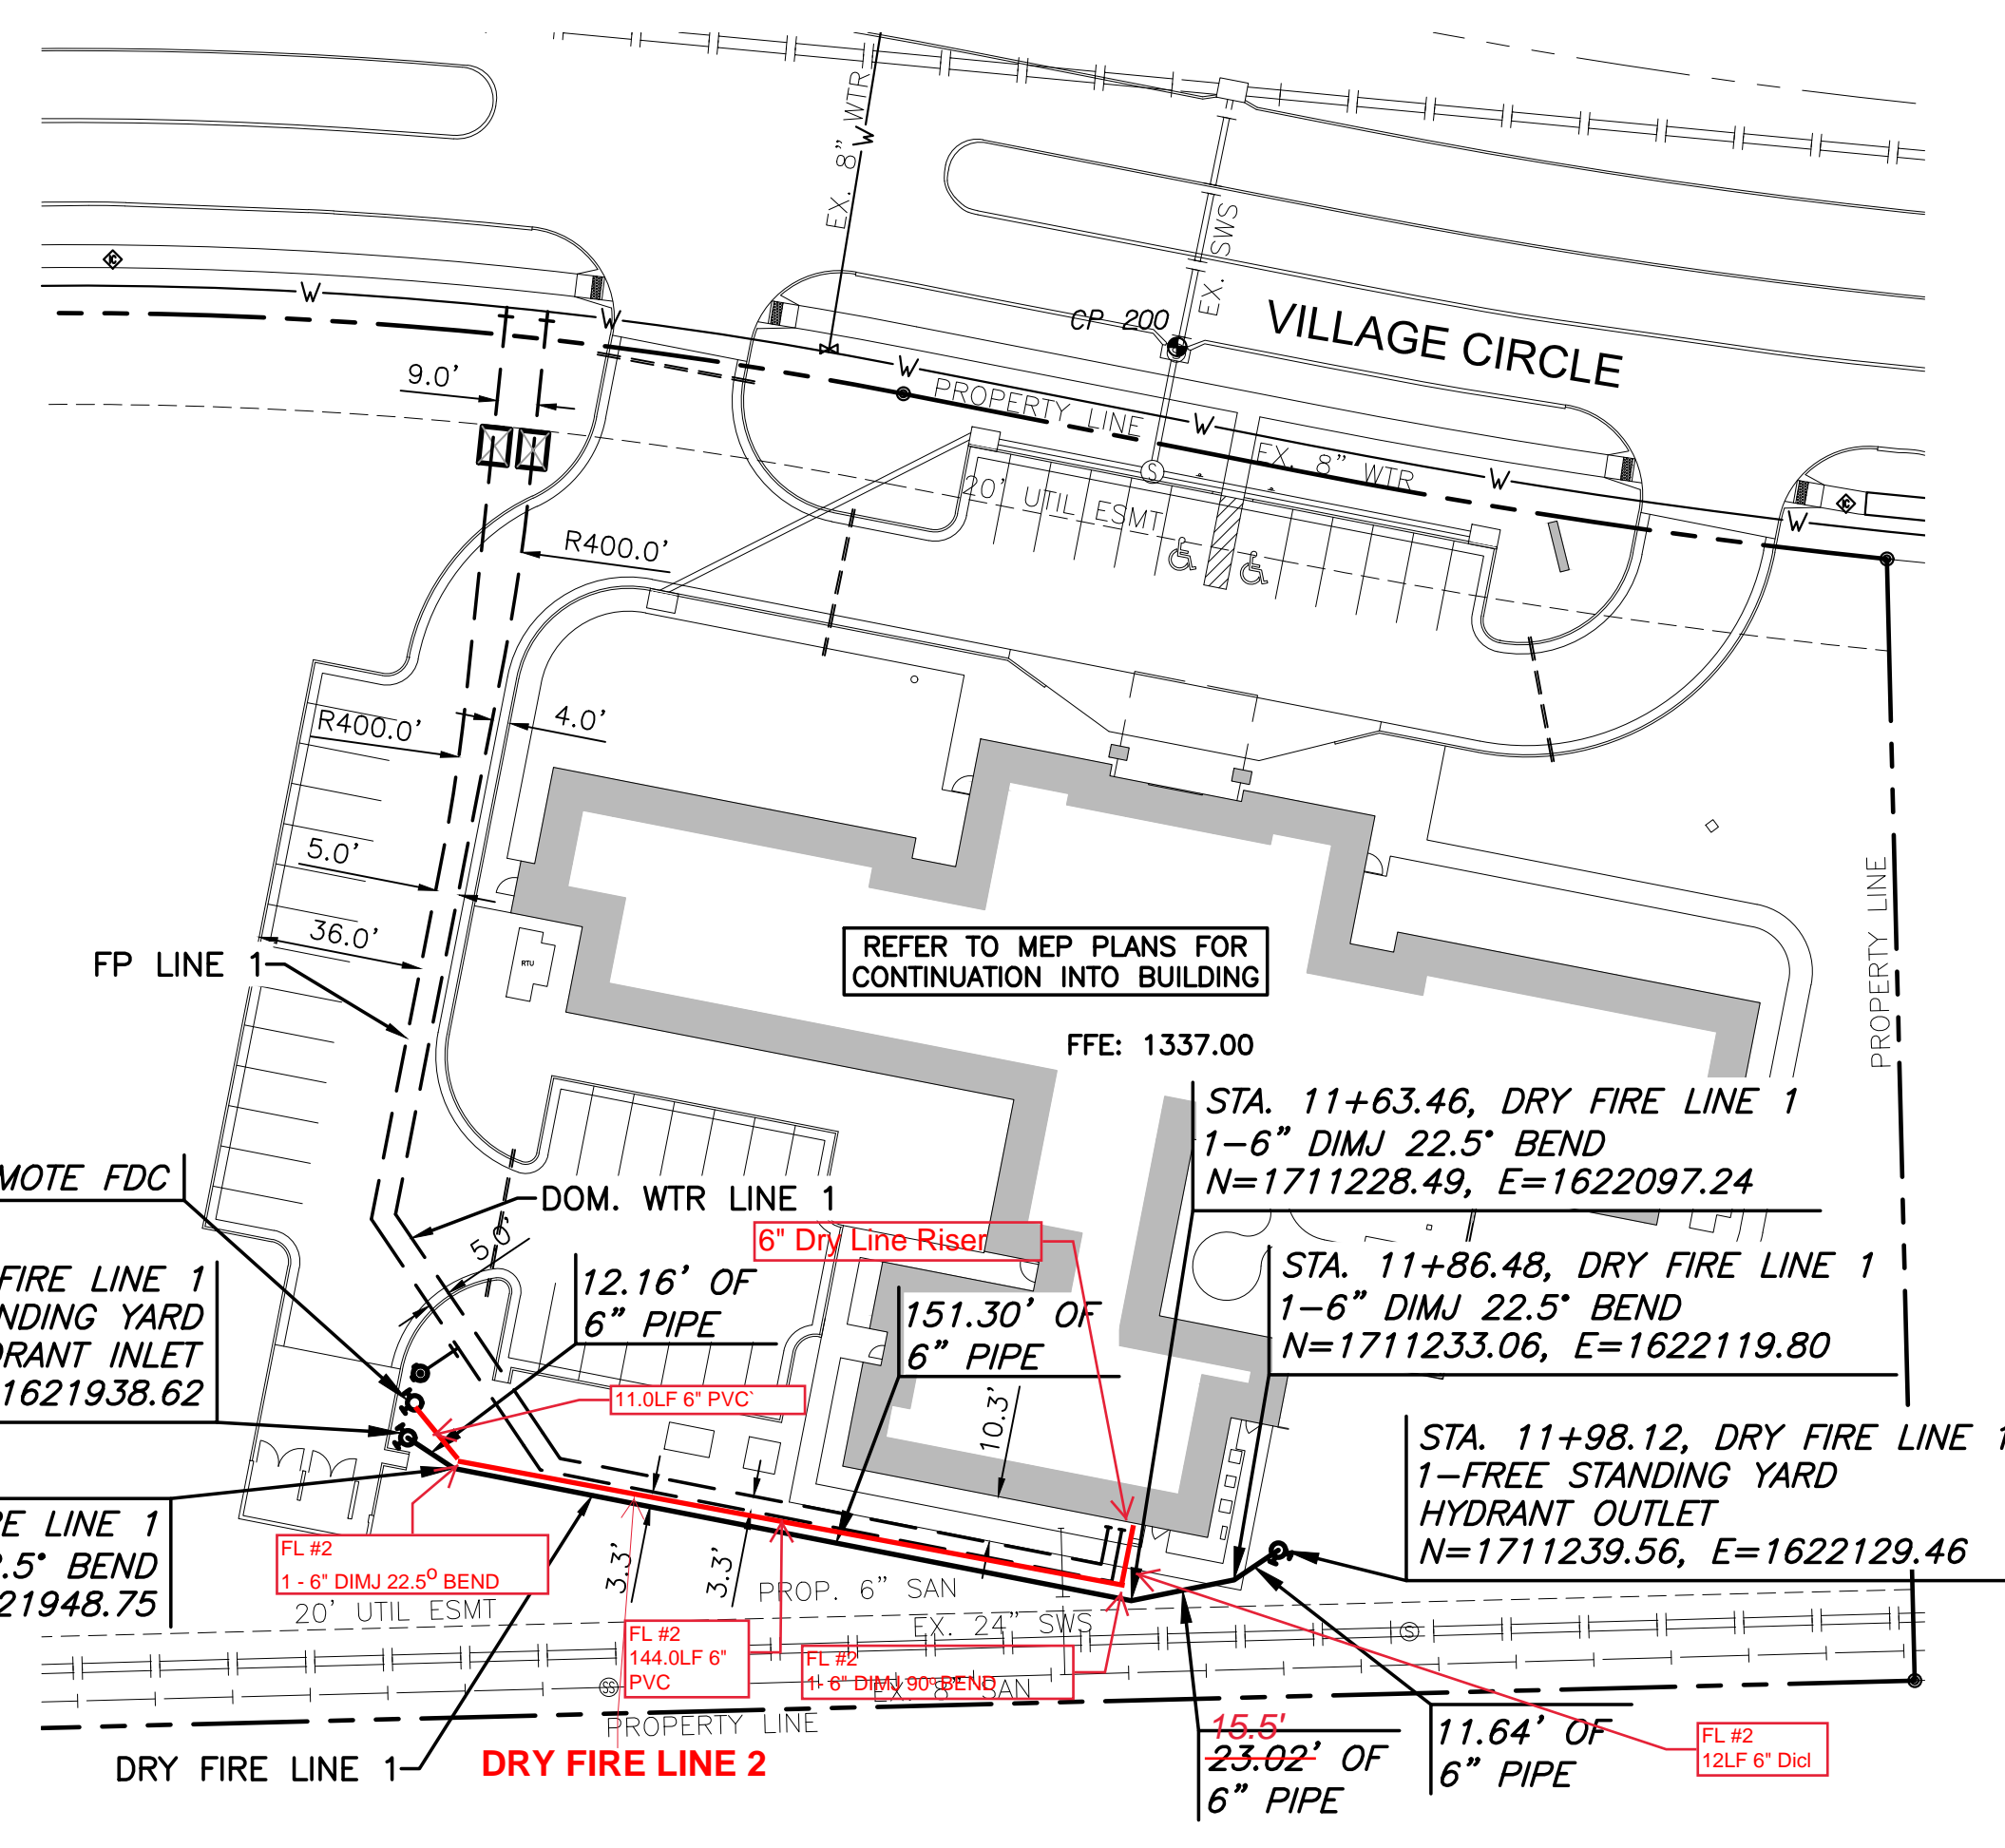 EX. 8" WTR
W
EX. SWS
CP 200
VILLAGE CIRCLE
W
W
W
W
W
W
PROPERTY LINE
EX. 8" WTR
20' UTIL ESMT
S
9.0'
R400.0'
R400.0'
4.0'
5.0'
36.0'
FP LINE 1
RTU
REFER TO MEP PLANS FOR
CONTINUATION INTO BUILDING
FFE: 1337.00
PROPERTY LINE
STA. 11+63.46, DRY FIRE LINE 1
1-6" DIMJ 22.5° BEND
N=1711228.49, E=1622097.24
MOTE FDC
DOM. WTR LINE 1
5.0'
6" Dry Line Riser
STA. 11+86.48, DRY FIRE LINE 1
1-6" DIMJ 22.5° BEND
N=1711233.06, E=1622119.80
FIRE LINE 1
NDING YARD
DRANT INLET
1621938.62
12.16' OF
6" PIPE
151.30' OF
6" PIPE
11.0LF 6" PVC`
10.3'
STA. 11+98.12, DRY FIRE LINE 1
1-FREE STANDING YARD
HYDRANT OUTLET
N=1711239.56, E=1622129.46
RE LINE 1
2.5° BEND
21948.75
FL #2
1 - 6" DIMJ 22.5O BEND
3.3'
3.3'
PROP. 6" SAN
20' UTIL ESMT
EX. 24" SWS
S
FL #2
144.0LF 6"
PVC
FL #2
1- 6" DIMJ 90o BEND
SS
EX. 8" SAN
PROPERTY LINE
DRY FIRE LINE 1
DRY FIRE LINE 2
15.5'
23.02' OF
6" PIPE
11.64' OF
6" PIPE
FL #2
12LF 6" Dicl